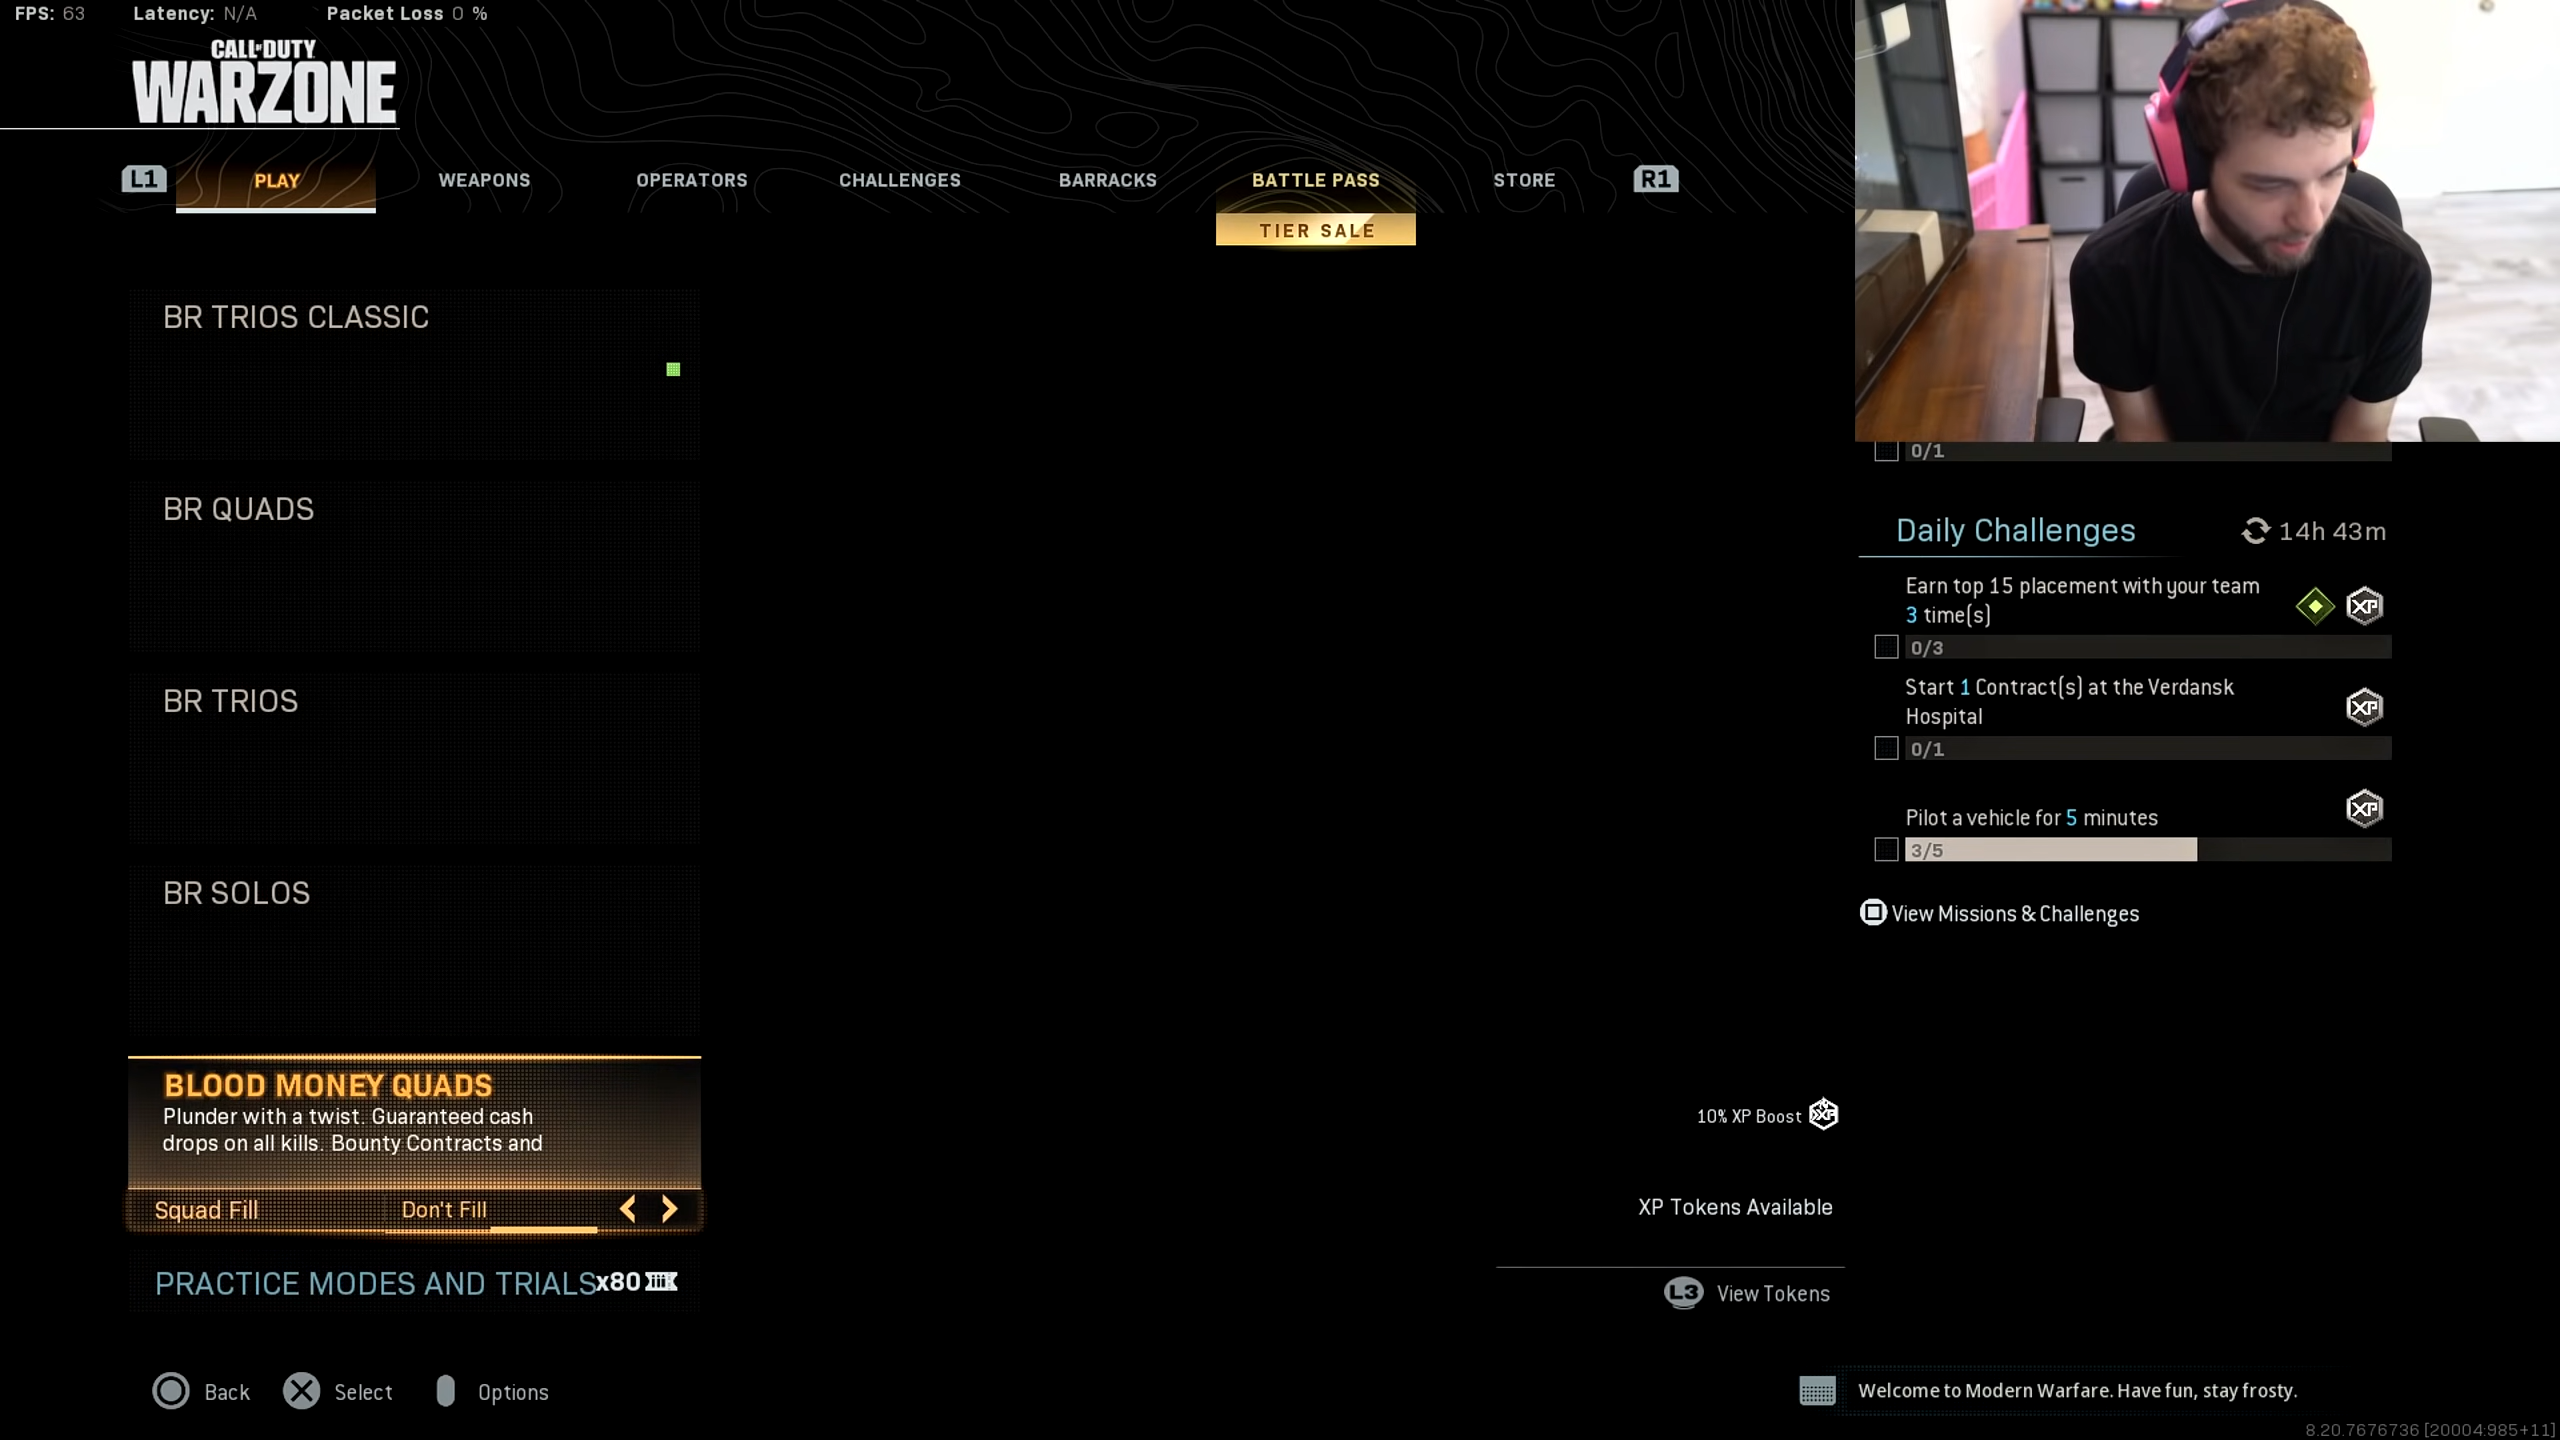 FPS: 63 Latency: N/A Packet Loss 0 %
CALL OF DUTY
WARZONE
L1 PLAY WEAPONS OPERATORS CHALLENGES BARRACKS BATTLE PASS STORE R1
TIER SALE
BR TRIOS CLASSIC
BR QUADS
BR TRIOS
BR SOLOS
BLOOD MONEY QUADS
Plunder with a twist. Guaranteed cash
drops on all kills. Bounty Contracts and
Squad Fill Don't Fill
PRACTICE MODES AND TRIALS x80
Back Select Options
10% XP Boost XP
XP Tokens Available
L3 View Tokens
0/1
Daily Challenges 14h 43m
Earn top 15 placement with your team
3 time(s) XP
0/3
Start 1 Contract(s) at the Verdansk
Hospital XP
0/1
Pilot a vehicle for 5 minutes XP
3/5
View Missions & Challenges
Welcome to Modern Warfare. Have fun, stay frosty.
8.20.7676736 [20004:985+11]